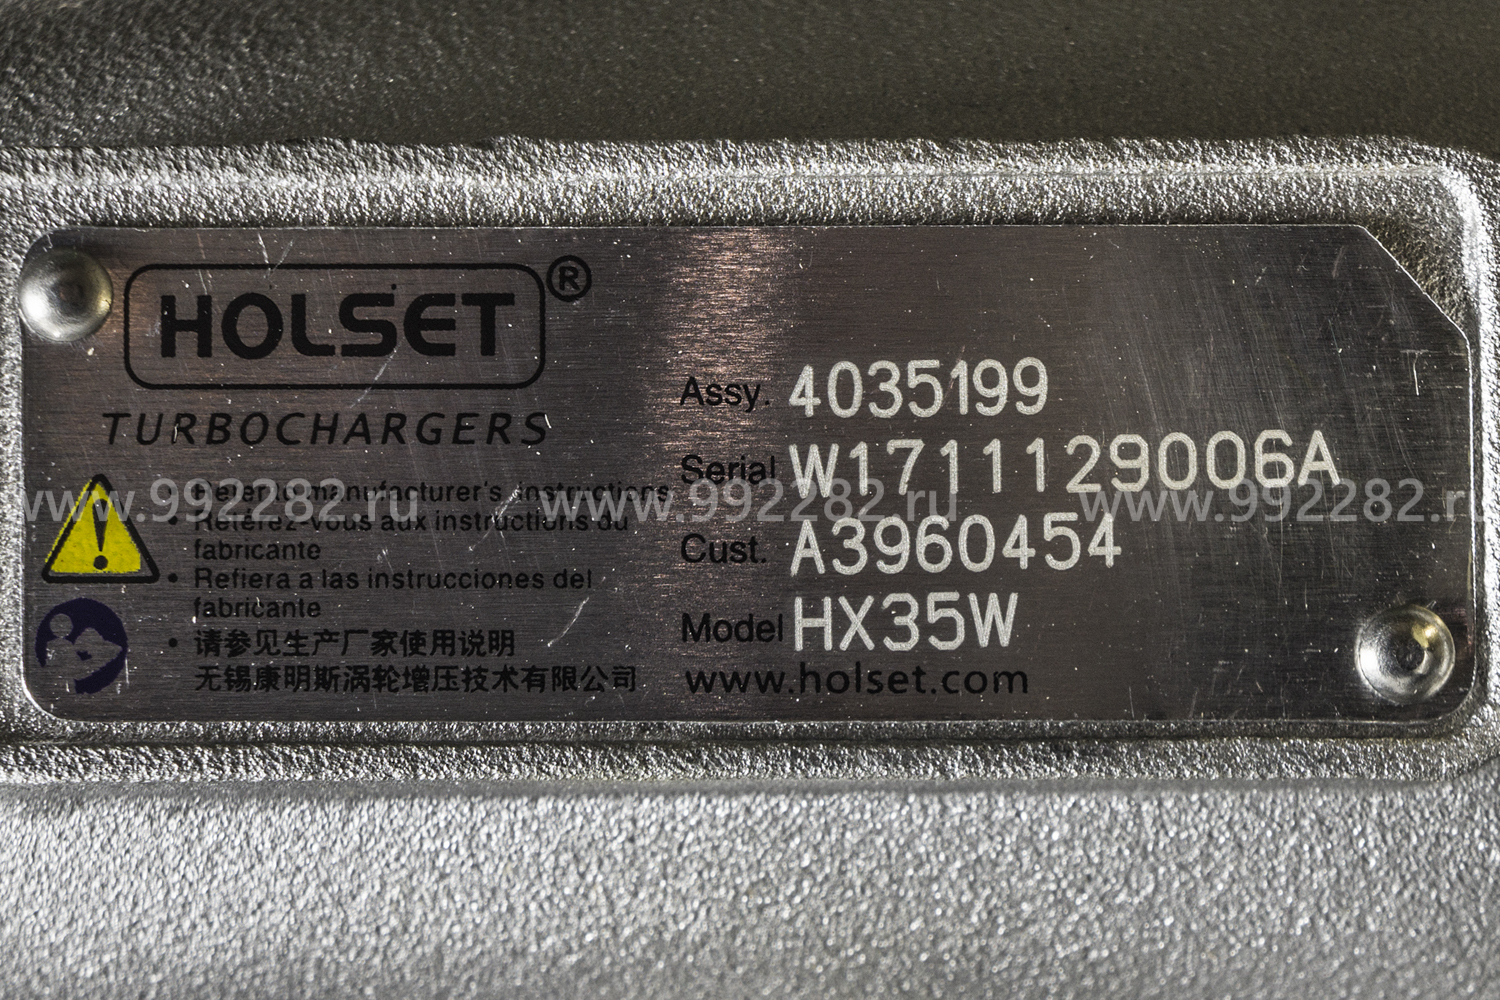 HOLSET®
TURBOCHARGERS
Assy. 4035199
Serial W1711129006A
Cust. A3960454
Model HX35W
www.holset.com
• Refer to manufacturer's instructions
• Référez-vous aux instructions du
fabricante
• Refiera a las instrucciones del
fabricante
• 请参见生产厂家使用说明
无锡康明斯涡轮增压技术有限公司
www.992282.ru www.992282.ru www.992282.ru